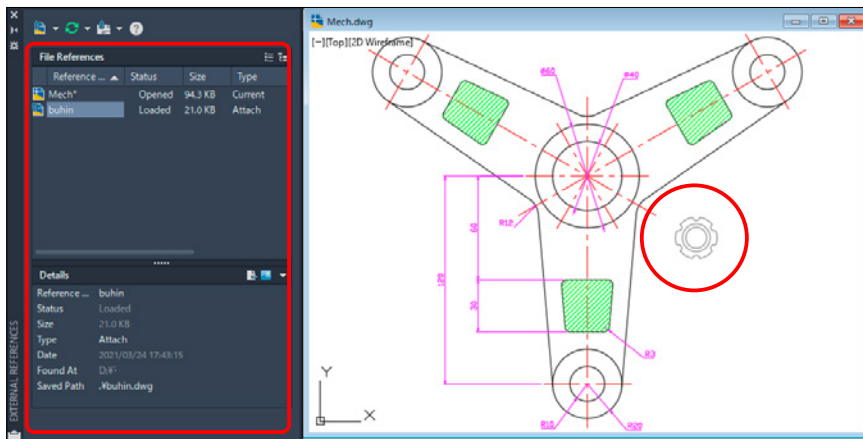 File References
Reference ... Status Size Type
Mech* Opened 94.3 KB Current
buhin Loaded 21.0 KB Attach
Details
Reference ... buhin
Status Loaded
Size 21.0 KB
Type Attach
Date 2021/03/24 17:43:15
Found At D:¥
Saved Path .¥buhin.dwg
EXTERNAL REFERENCES
Mech.dwg
[−][Top][2D Wireframe]
ø60 ø40
R12
60
120
30
R3
R10 R20
Y
X